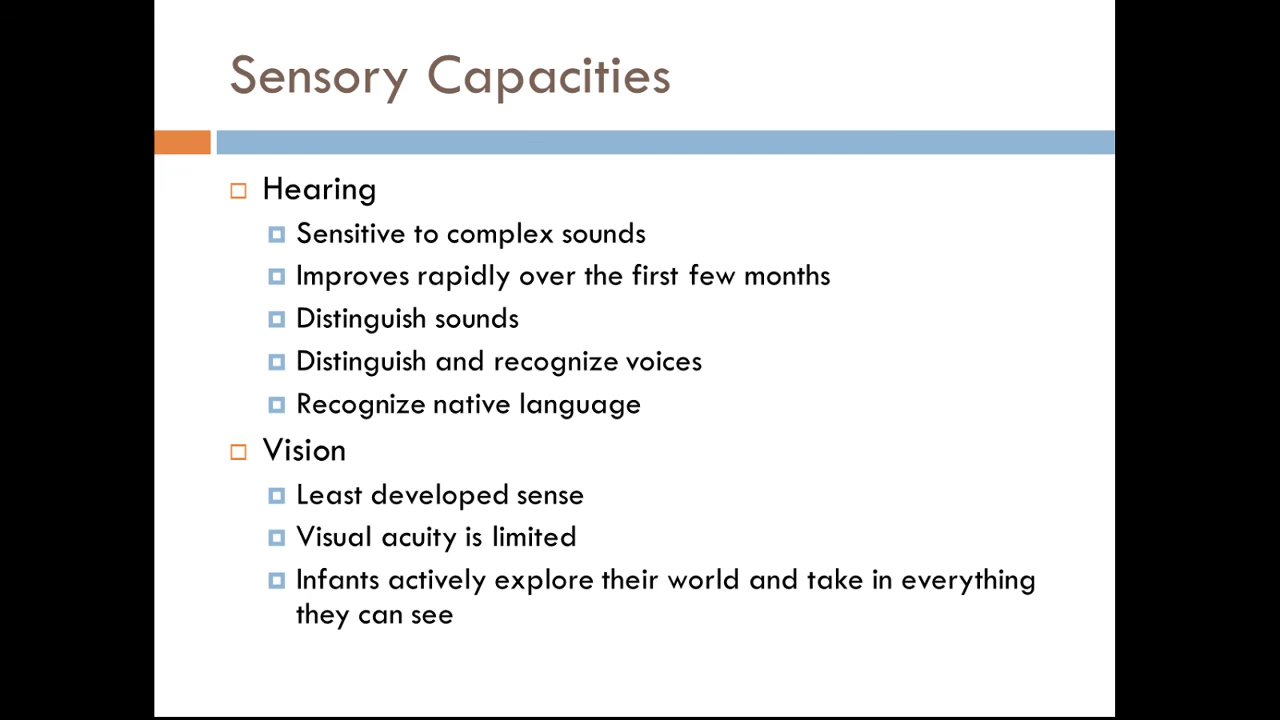 Sensory Capacities
Hearing
Sensitive to complex sounds
Improves rapidly over the first few months
Distinguish sounds
Distinguish and recognize voices
Recognize native language
Vision
Least developed sense
Visual acuity is limited
Infants actively explore their world and take in everything
they can see